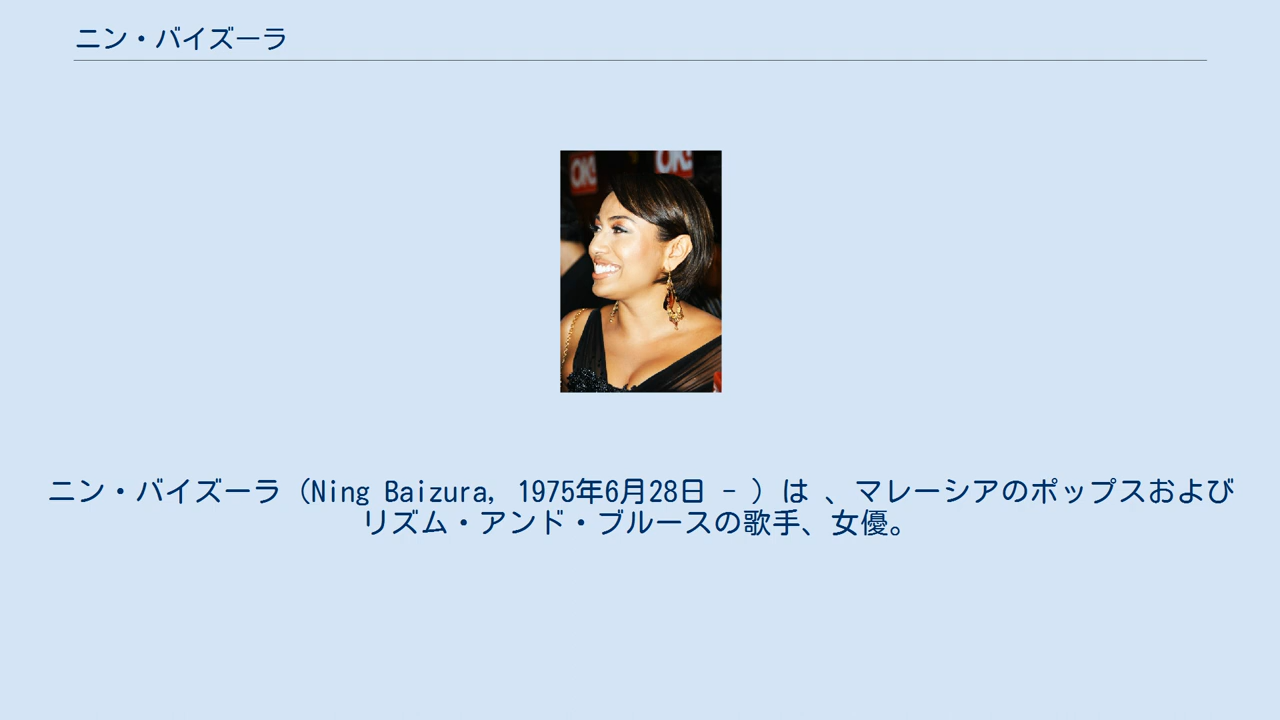 ニン・バイズーラ
OK!
OK!
ニン・バイズーラ（Ning Baizura, 1975年6月28日 - ）は 、マレーシアのポップスおよび
リズム・アンド・ブルースの歌手、女優。